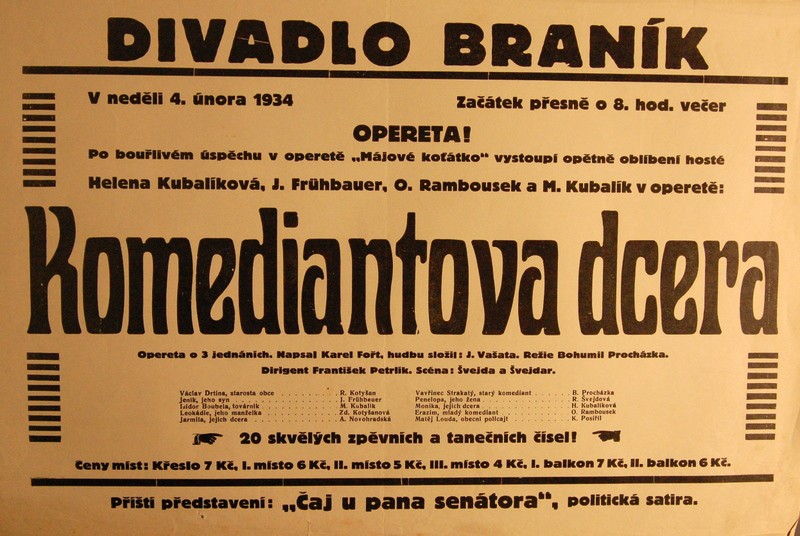 DIVADLO BRANÍK
V neděli 4. února 1934
Začátek přesně o 8. hod. večer
OPERETA!
Po bouřlivém úspěchu v operetě „Májové koťátko“ vystoupí opětně oblíbení hosté
Helena Kubalíková, J. Frühbauer, O. Rambousek a M. Kubalík v operetě:
Komediantova dcera
Opereta o 3 jednáních. Napsal Karel Fořt, hudbu složil: J. Vašata. Režie Bohumil Procházka.
Dirigent František Petrlík. Scéna: Švejda a Švejdar.
Václav Drtina, starosta obce . . . . . . . . R. Kotyšan
Jeník, jeho syn . . . . . . . . J. Frühbauer
Isidor Boubela, továrník . . . . . . . . M. Kubalík
Leokádie, jeho manželka . . . . . . . . Zd. Kotyšanová
Jarmila, jejich dcera . . . . . . . . A. Novohradská
Vavřinec Strakatý, starý komediant . . . . . . . . B. Procházka
Penelopa, jeho žena . . . . . . . . R. Švejdová
Monika, jejich dcera . . . . . . . . H. Kubalíková
Erazim, mladý komediant . . . . . . . . O. Rambousek
Matěj Louda, obecní policajt . . . . . . . . K. Pospíšil
20 skvělých zpěvních a tanečních čísel!
Ceny míst: Křeslo 7 Kč, I. místo 6 Kč, II. místo 5 Kč, III. místo 4 Kč, I. balkon 7 Kč, II. balkon 6 Kč.
Příští představení: „Čaj u pana senátora“, politická satira.